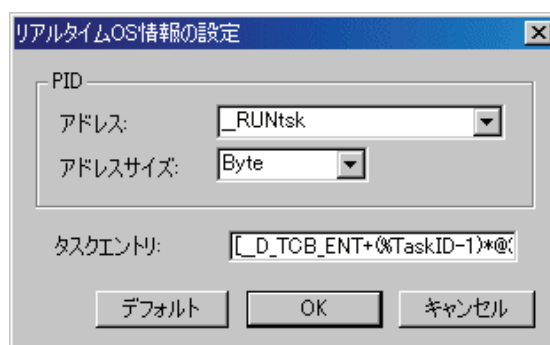 リアルタイムOS情報の設定
PID
アドレス: _RUNtsk
アドレスサイズ: Byte
タスクエントリ: [__D_TCB_ENT+(%TaskID-1)*@(
デフォルト OK キャンセル